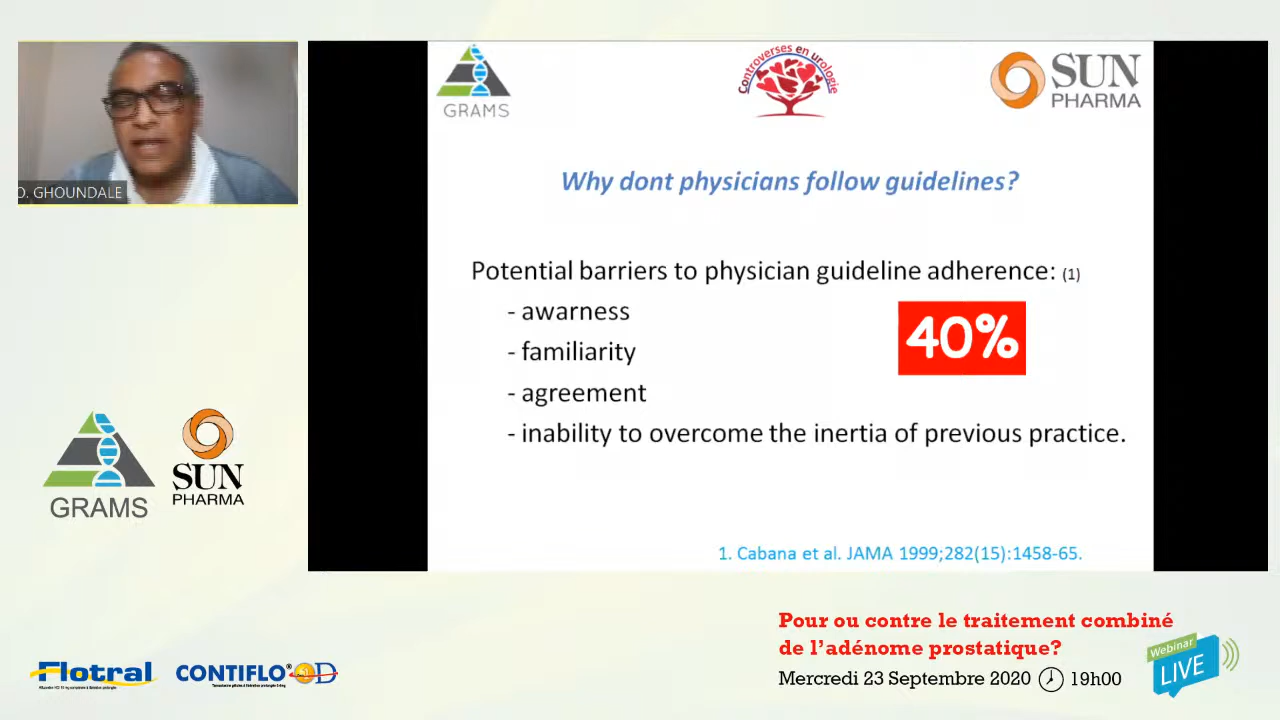 O. GHOUNDALE
GRAMS
Controverses en urologie
SUN
PHARMA
Why dont physicians follow guidelines?
Potential barriers to physician guideline adherence: (1)
- awarness
- familiarity
- agreement
- inability to overcome the inertia of previous practice.
40%
1. Cabana et al. JAMA 1999;282(15):1458-65.
GRAMS
SUN
PHARMA
Flotral
CONTIFLO® OD
Pour ou contre le traitement combiné
de l'adénome prostatique?
Mercredi 23 Septembre 2020 19h00
Webinar
LIVE